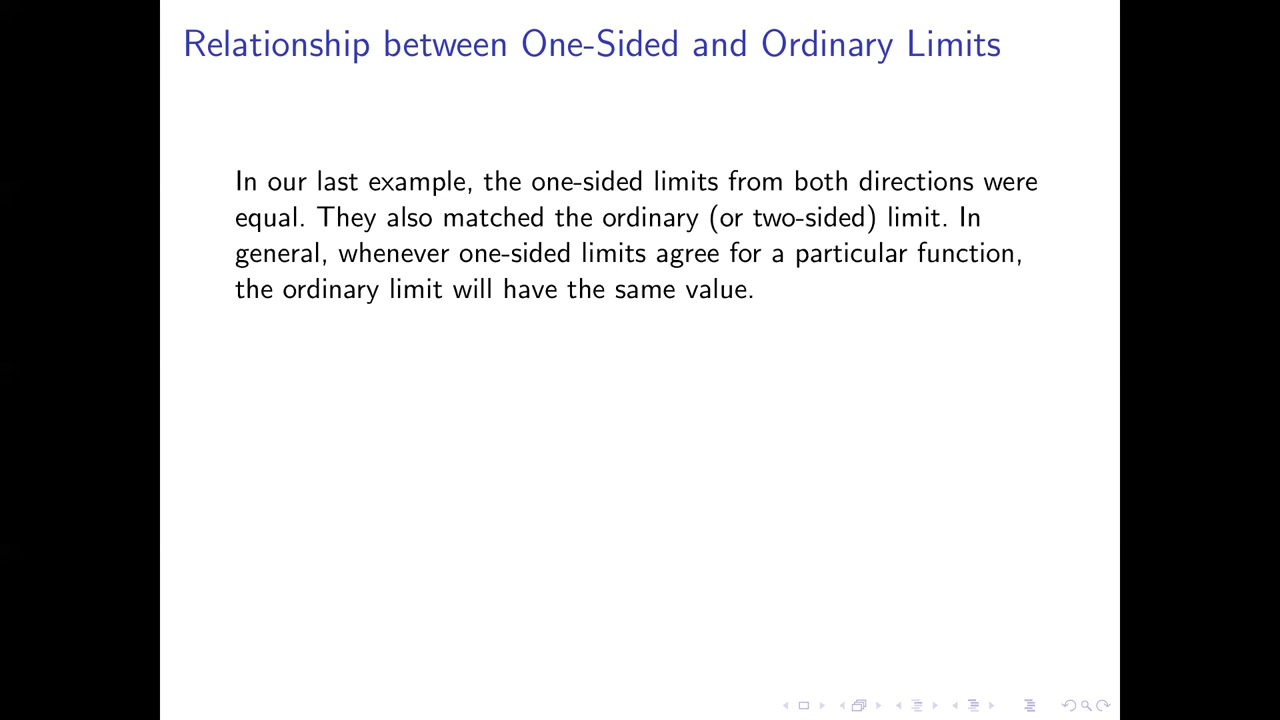 Relationship between One-Sided and Ordinary Limits
In our last example, the one-sided limits from both directions were
equal. They also matched the ordinary (or two-sided) limit. In
general, whenever one-sided limits agree for a particular function,
the ordinary limit will have the same value.